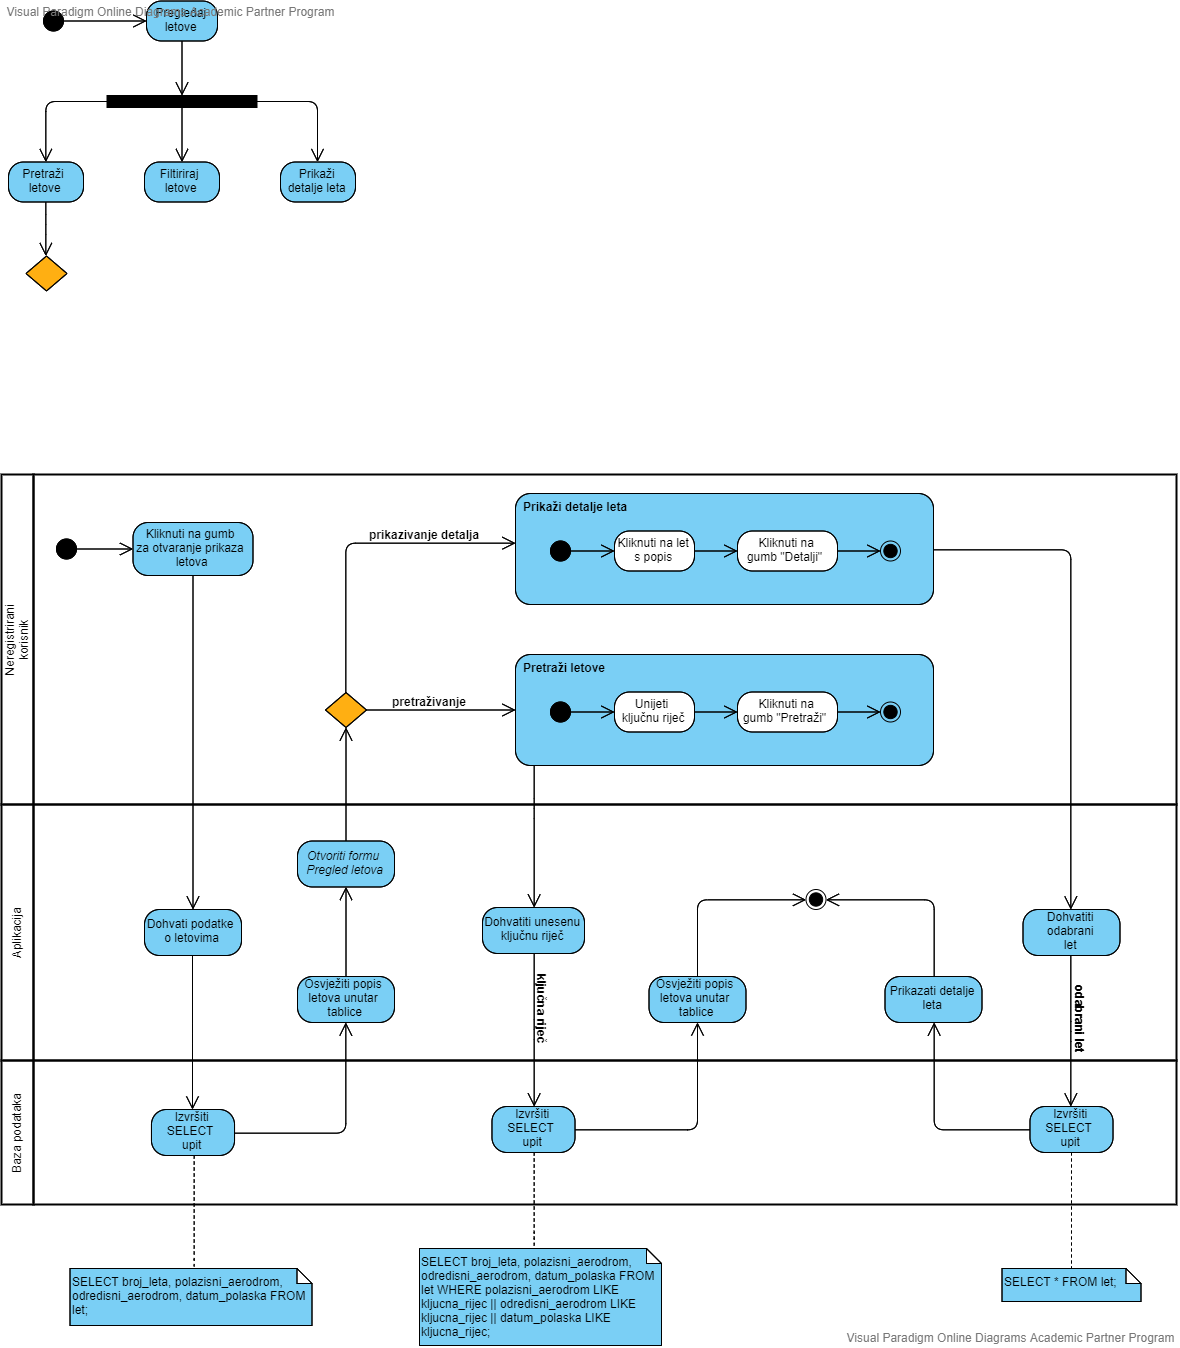 Visual Paradigm Online Diagrams Academic Partner Program
Pregledaj
letove
Pretraži
letove
Filtiriraj
letove
Prikaži
detalje leta
Neregistrirani
korisnik
Kliknuti na gumb
za otvaranje prikaza
letova
prikazivanje detalja
Prikaži detalje leta
Kliknuti na let
s popis
Kliknuti na
gumb "Detalji"
pretraživanje
Pretraži letove
Unijeti
ključnu riječ
Kliknuti na
gumb "Pretraži"
Aplikacija
Otvoriti formu
Pregled letova
Dohvati podatke
o letovima
Dohvatiti unesenu
ključnu riječ
Dohvatiti
odabrani
let
Osvježiti popis
letova unutar
tablice
ključna riječ
Osvježiti popis
letova unutar
tablice
Prikazati detalje
leta
odabrani let
Baza podataka
Izvršiti
SELECT
upit
Izvršiti
SELECT
upit
Izvršiti
SELECT
upit
SELECT broj_leta, polazisni_aerodrom,
odredisni_aerodrom, datum_polaska FROM
let;
SELECT broj_leta, polazisni_aerodrom,
odredisni_aerodrom, datum_polaska FROM
let WHERE polazisni_aerodrom LIKE
kljucna_rijec || odredisni_aerodrom LIKE
kljucna_rijec || datum_polaska LIKE
kljucna_rijec;
SELECT * FROM let;
Visual Paradigm Online Diagrams Academic Partner Program